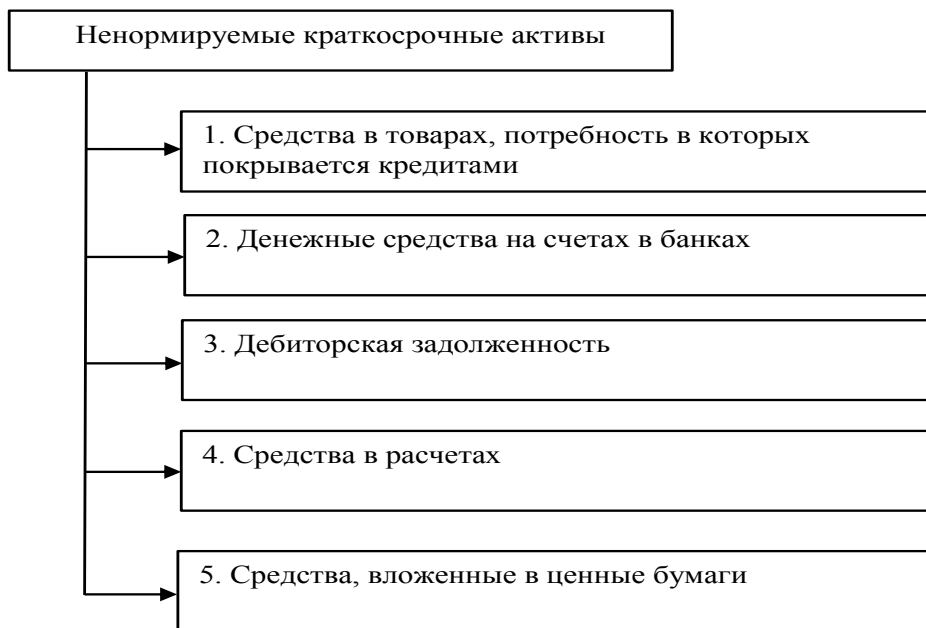 Ненормируемые краткосрочные активы
1. Средства в товарах, потребность в которых
покрывается кредитами
2. Денежные средства на счетах в банках
3. Дебиторская задолженность
4. Средства в расчетах
5. Средства, вложенные в ценные бумаги